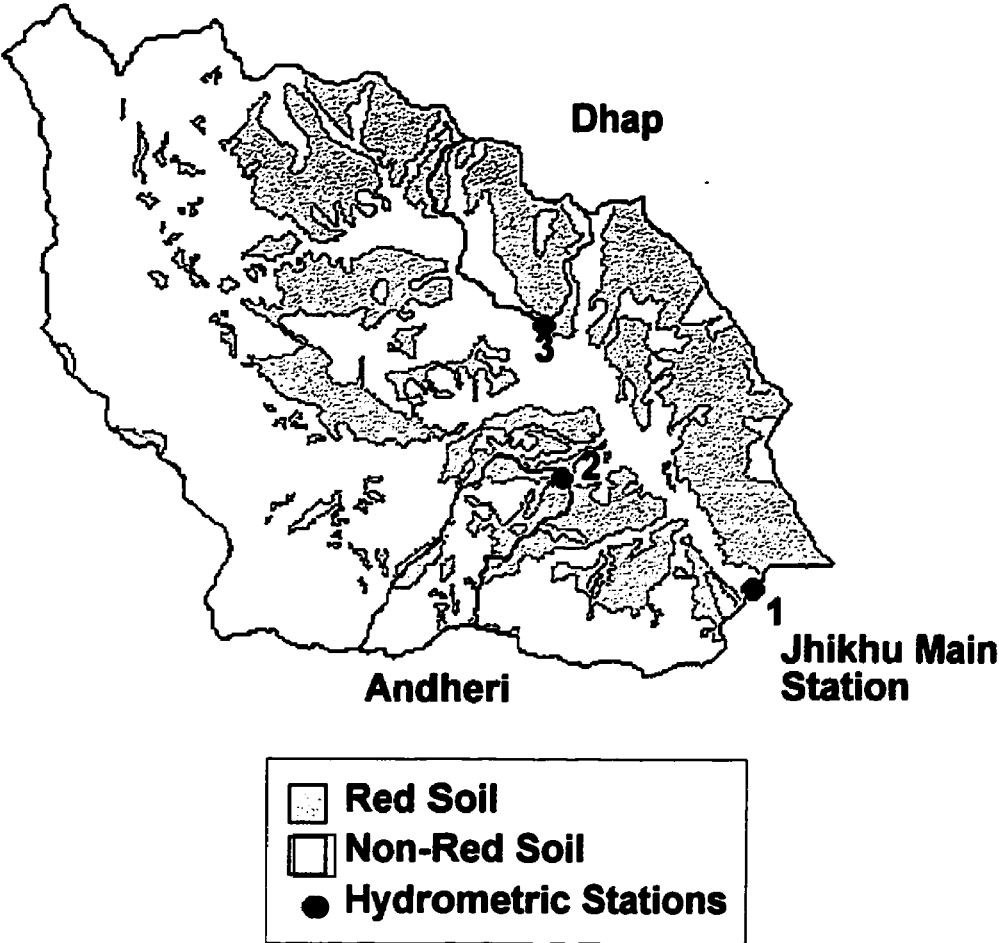 Dhap
3
2
1
Jhikhu Main
Station
Andheri
Red Soil
Non-Red Soil
Hydrometric Stations